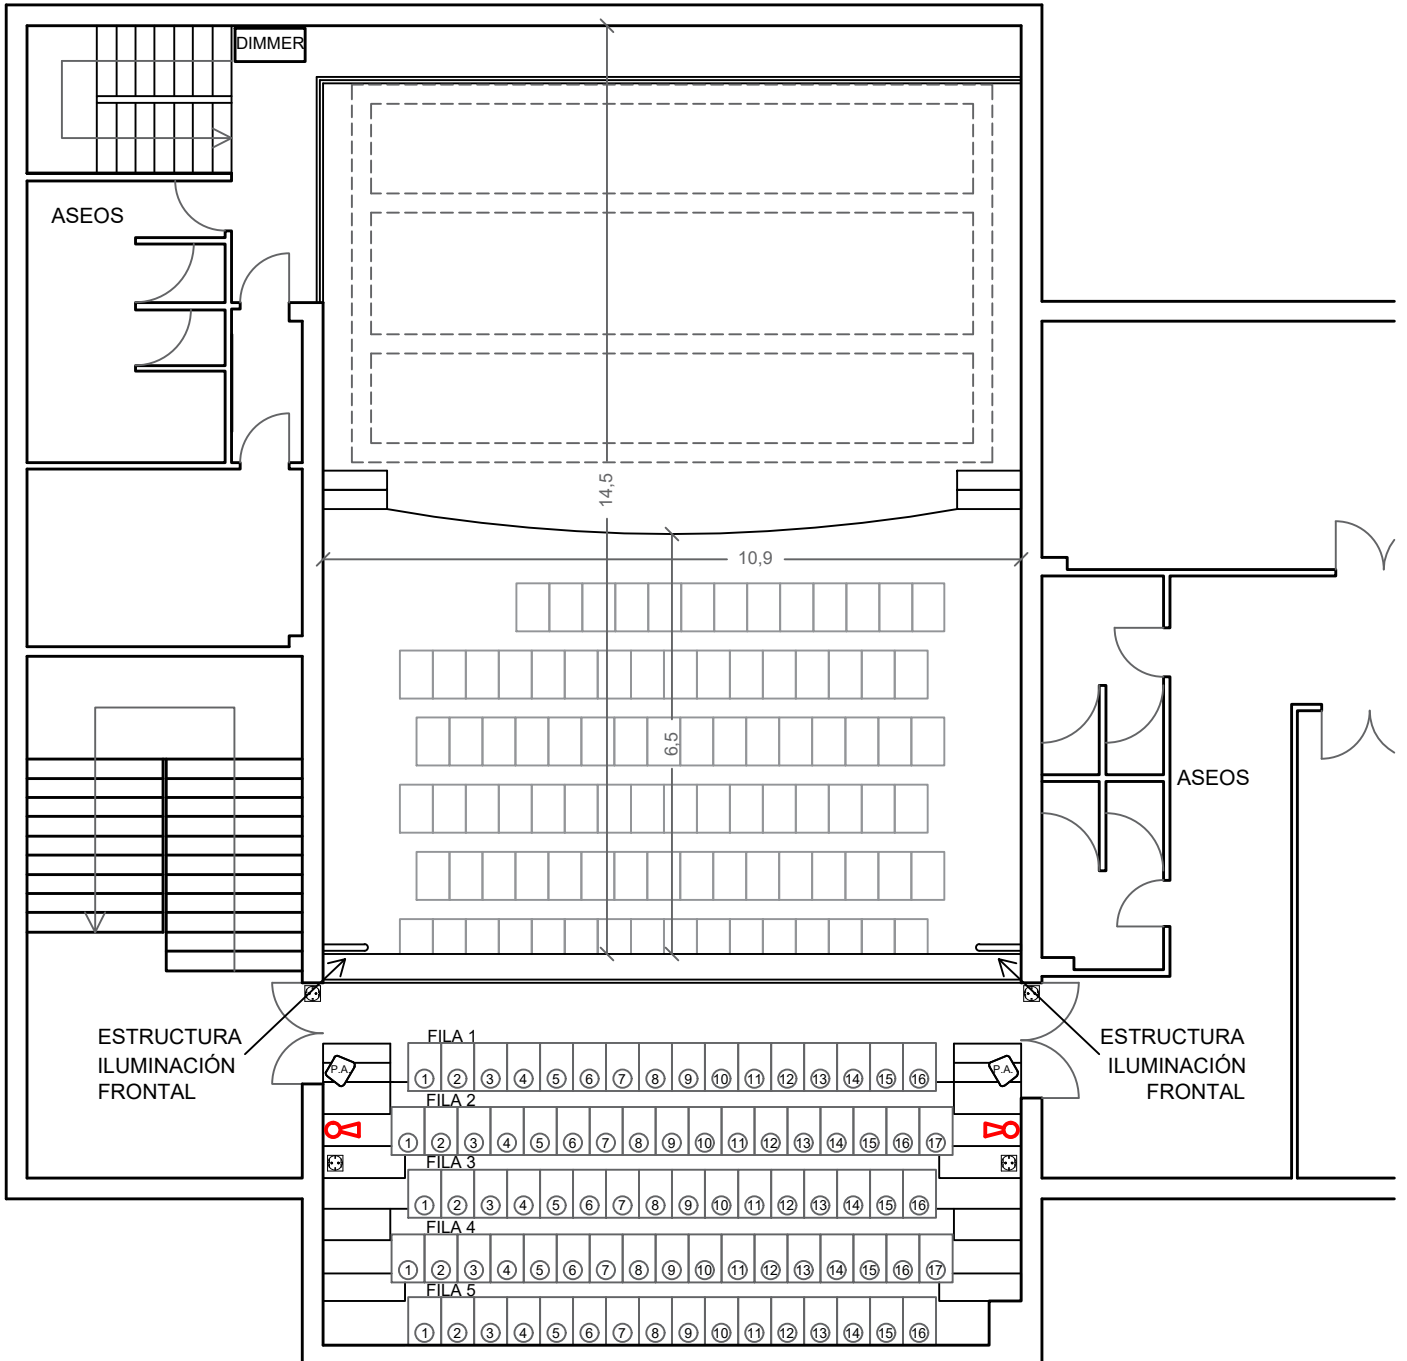 DIMMER
ASEOS
14,5
10,9
6,5
ASEOS
ESTRUCTURA
ILUMINACIÓN
FRONTAL
ESTRUCTURA
ILUMINACIÓN
FRONTAL
FILA 1
P.A.
P.A.
1 2 3 4 5 6 7 8 9 10 11 12 13 14 15 16
FILA 2
1 2 3 4 5 6 7 8 9 10 11 12 13 14 15 16 17
FILA 3
1 2 3 4 5 6 7 8 9 10 11 12 13 14 15 16
FILA 4
1 2 3 4 5 6 7 8 9 10 11 12 13 14 15 16 17
FILA 5
1 2 3 4 5 6 7 8 9 10 11 12 13 14 15 16